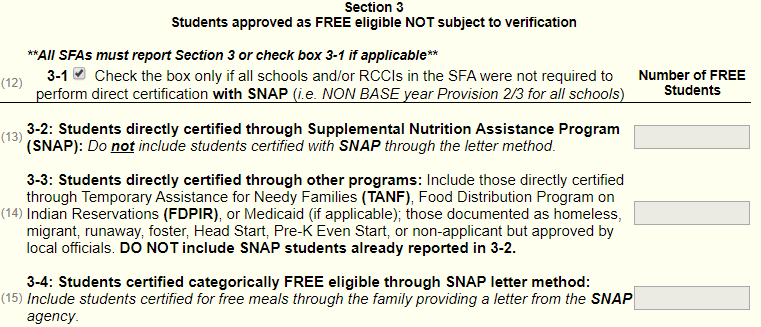 Section 3
Students approved as FREE eligible NOT subject to verification
**All SFAs must report Section 3 or check box 3-1 if applicable**
(12) 3-1 Check the box only if all schools and/or RCCIs in the SFA were not required to
perform direct certification with SNAP (i.e. NON BASE year Provision 2/3 for all schools)
Number of FREE
Students
(13) 3-2: Students directly certified through Supplemental Nutrition Assistance Program
(SNAP): Do not include students certified with SNAP through the letter method.
3-3: Students directly certified through other programs: Include those directly certified
through Temporary Assistance for Needy Families (TANF), Food Distribution Program on
(14) Indian Reservations (FDPIR), or Medicaid (if applicable); those documented as homeless,
migrant, runaway, foster, Head Start, Pre-K Even Start, or non-applicant but approved by
local officials. DO NOT include SNAP students already reported in 3-2.
3-4: Students certified categorically FREE eligible through SNAP letter method:
(15) Include students certified for free meals through the family providing a letter from the SNAP
agency.